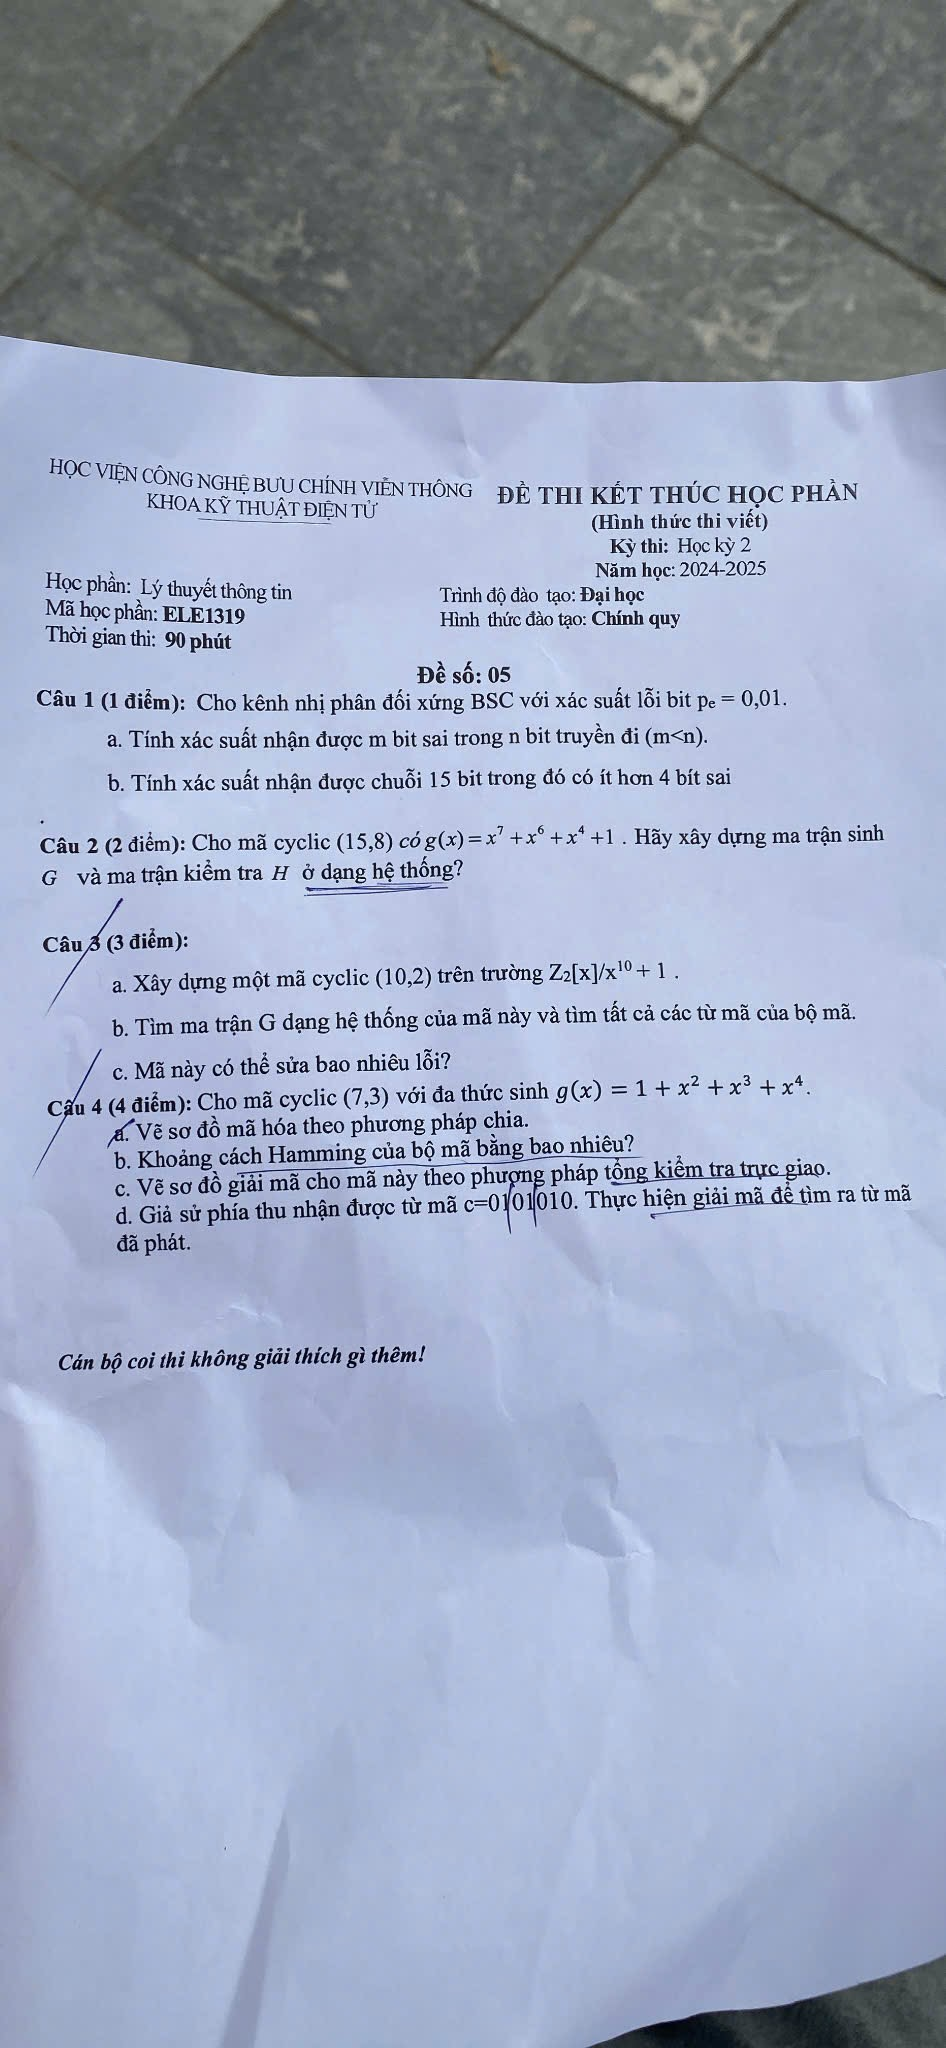 HỌC VIỆN CÔNG NGHỆ BƯU CHÍNH VIỄN THÔNG
KHOA KỸ THUẬT ĐIỆN TỬ
ĐỀ THI KẾT THÚC HỌC PHẦN
(Hình thức thi viết)
Kỳ thi: Học kỳ 2
Năm học: 2024-2025
Học phần: Lý thuyết thông tin
Mã học phần: ELE1319
Thời gian thi: 90 phút
Trình độ đào tạo: Đại học
Hình thức đào tạo: Chính quy
Đề số: 05
Câu 1 (1 điểm): Cho kênh nhị phân đối xứng BSC với xác suất lỗi bit pₑ = 0,01.
a. Tính xác suất nhận được m bit sai trong n bit truyền đi (m<n).
b. Tính xác suất nhận được chuỗi 15 bit trong đó có ít hơn 4 bít sai
Câu 2 (2 điểm): Cho mã cyclic (15,8) có g(x) = x⁷ + x⁶ + x⁴ + 1 . Hãy xây dựng ma trận sinh
G và ma trận kiểm tra H ở dạng hệ thống?
Câu 3 (3 điểm):
a. Xây dựng một mã cyclic (10,2) trên trường Z₂[x]/x¹⁰ + 1 .
b. Tìm ma trận G dạng hệ thống của mã này và tìm tất cả các từ mã của bộ mã.
c. Mã này có thể sửa bao nhiêu lỗi?
Câu 4 (4 điểm): Cho mã cyclic (7,3) với đa thức sinh g(x) = 1 + x² + x³ + x⁴.
a. Vẽ sơ đồ mã hóa theo phương pháp chia.
b. Khoảng cách Hamming của bộ mã bằng bao nhiêu?
c. Vẽ sơ đồ giải mã cho mã này theo phương pháp tổng kiểm tra trực giao.
d. Giả sử phía thu nhận được từ mã c=0101010. Thực hiện giải mã để tìm ra từ mã
đã phát.
Cán bộ coi thi không giải thích gì thêm!